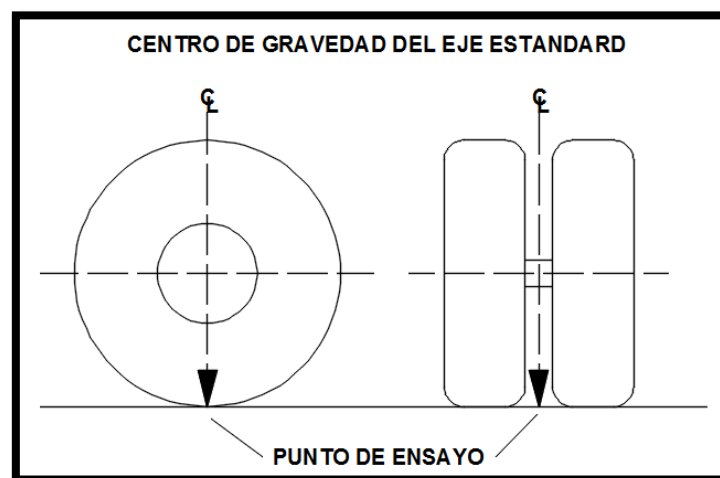 CENTRO DE GRAVEDAD DEL EJE ESTANDARD
℄ ℄
PUNTO DE ENSAYO